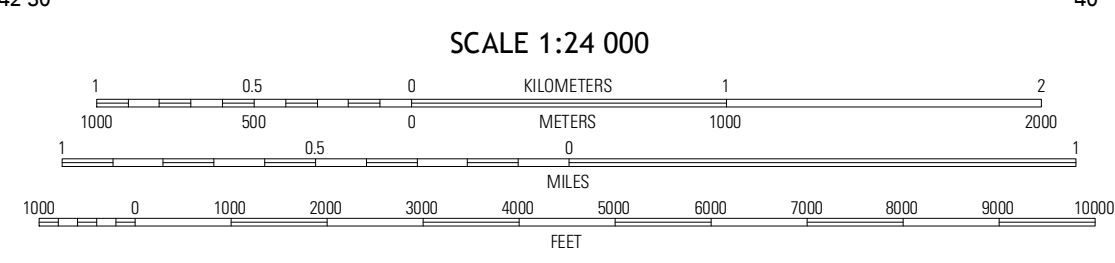 42'30" 40'
SCALE 1:24 000
1 0.5 0 KILOMETERS 1 2
1000 500 0 METERS 1000 2000
1 0.5 0 1
MILES
1000 0 1000 2000 3000 4000 5000 6000 7000 8000 9000 10000
FEET